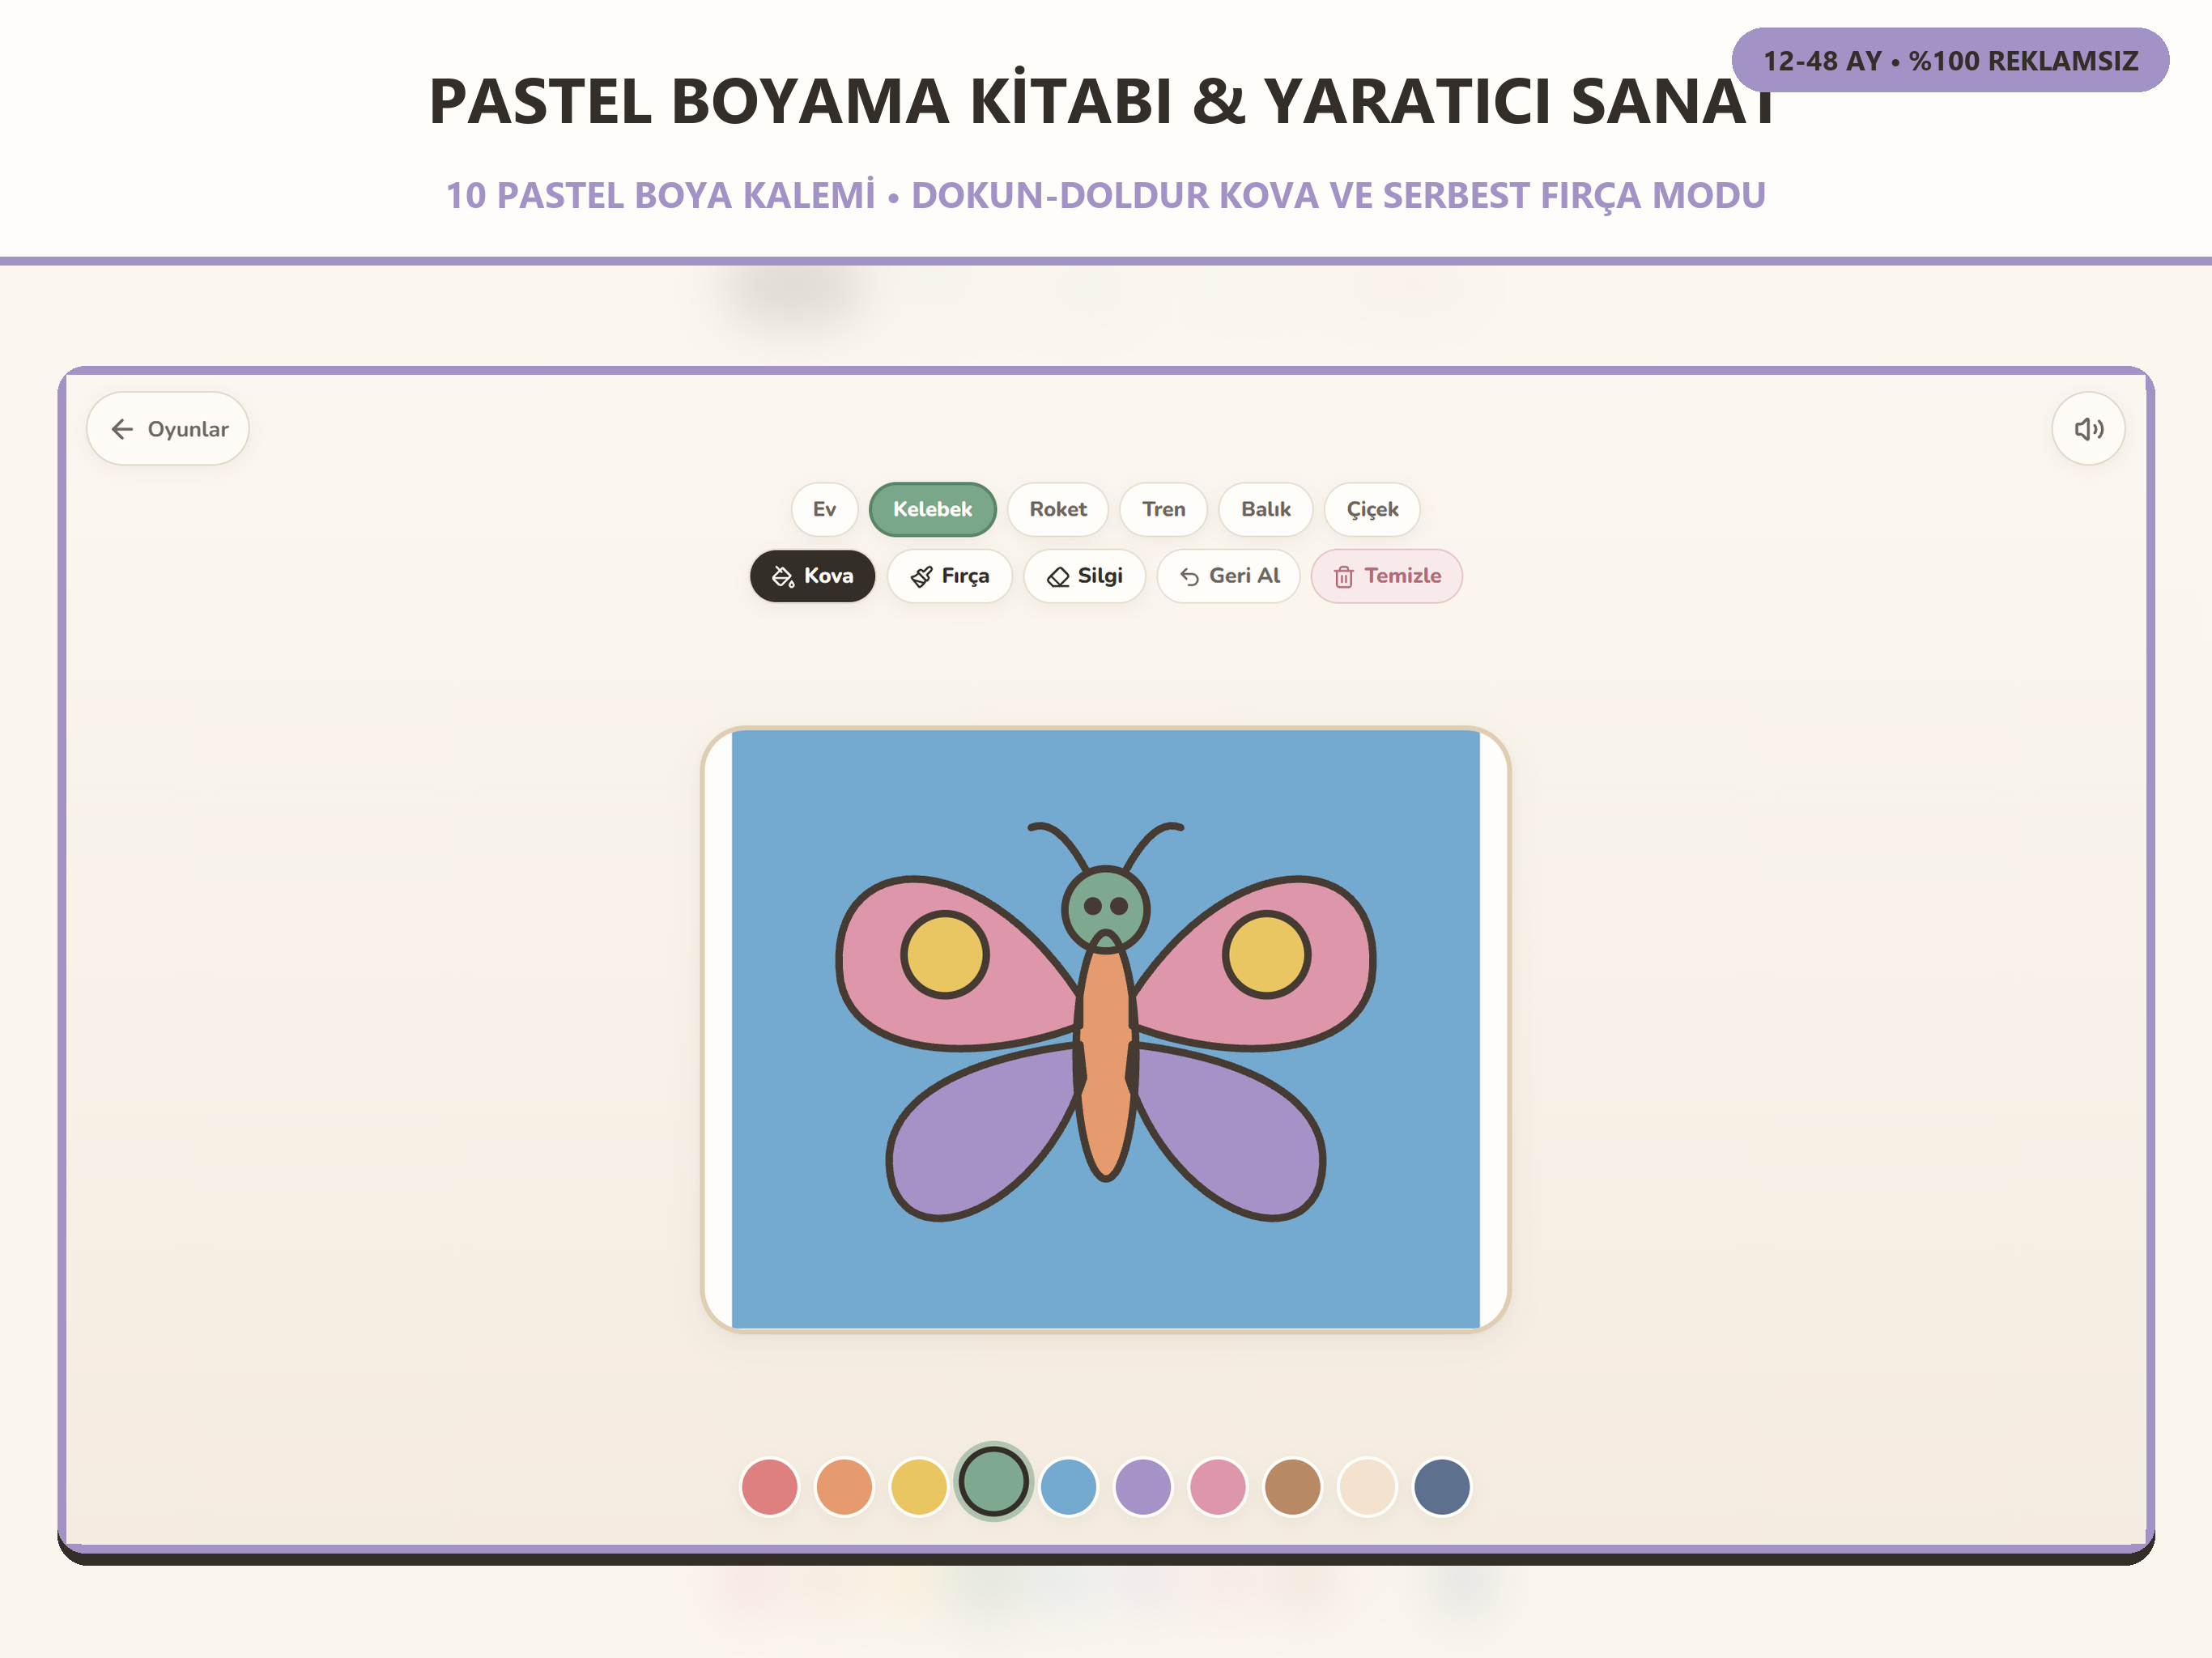 12-48 AY • %100 REKLAMSIZ
PASTEL BOYAMA KİTABI & YARATICI SANAT
10 PASTEL BOYA KALEMİ • DOKUN-DOLDUR KOVA VE SERBEST FIRÇA MODU
Oyunlar
Ev Kelebek Roket Tren Balık Çiçek
Kova Fırça Silgi Geri Al Temizle